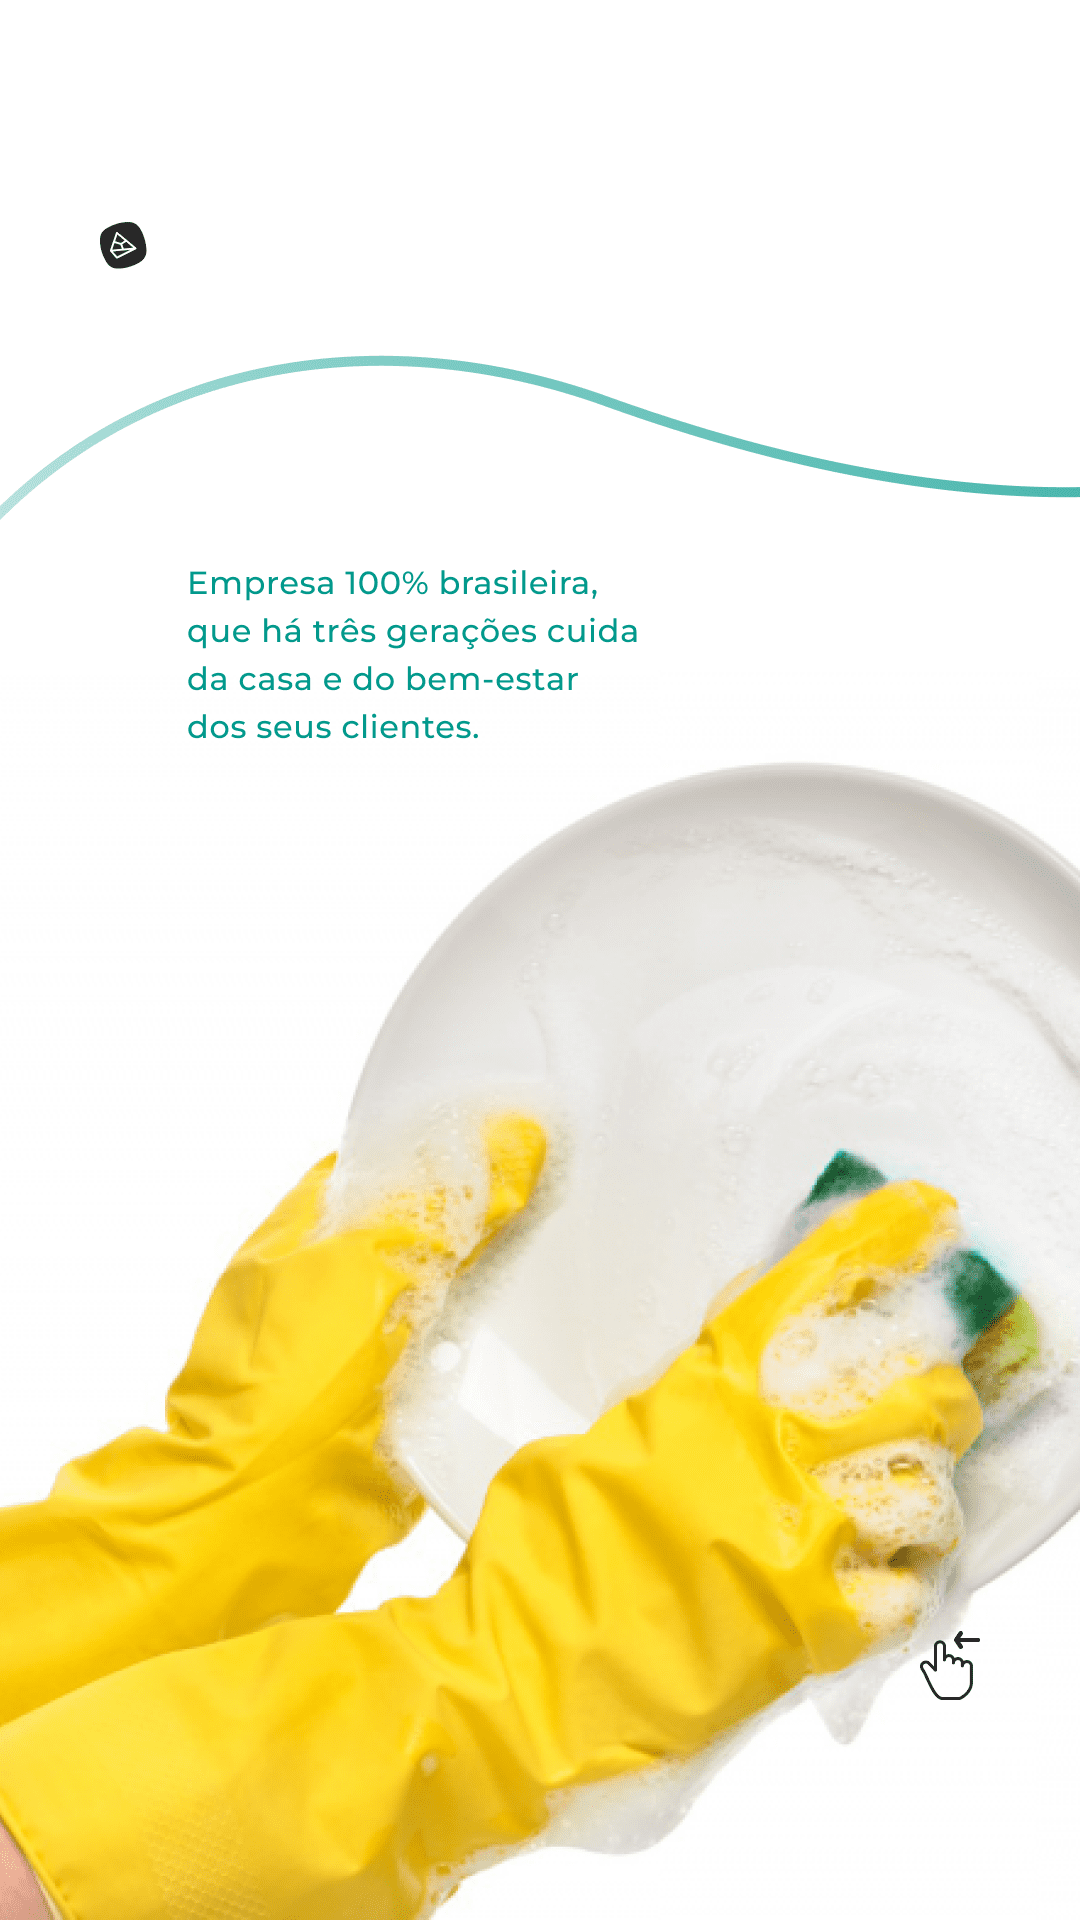 Empresa 100% brasileira,
que há três gerações cuida
da casa e do bem-estar
dos seus clientes.